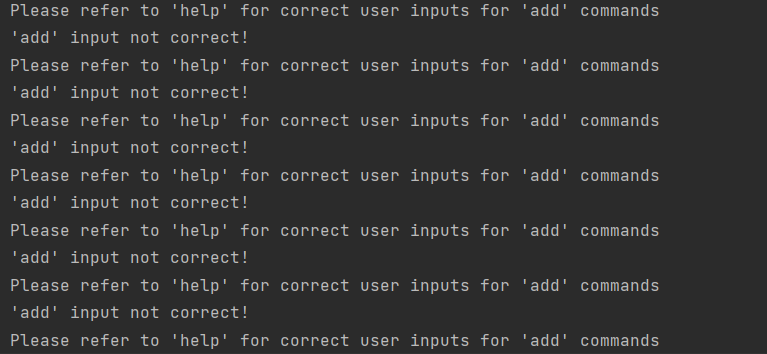 Please refer to 'help' for correct user inputs for 'add' commands
'add' input not correct!
Please refer to 'help' for correct user inputs for 'add' commands
'add' input not correct!
Please refer to 'help' for correct user inputs for 'add' commands
'add' input not correct!
Please refer to 'help' for correct user inputs for 'add' commands
'add' input not correct!
Please refer to 'help' for correct user inputs for 'add' commands
'add' input not correct!
Please refer to 'help' for correct user inputs for 'add' commands
'add' input not correct!
Please refer to 'help' for correct user inputs for 'add' commands